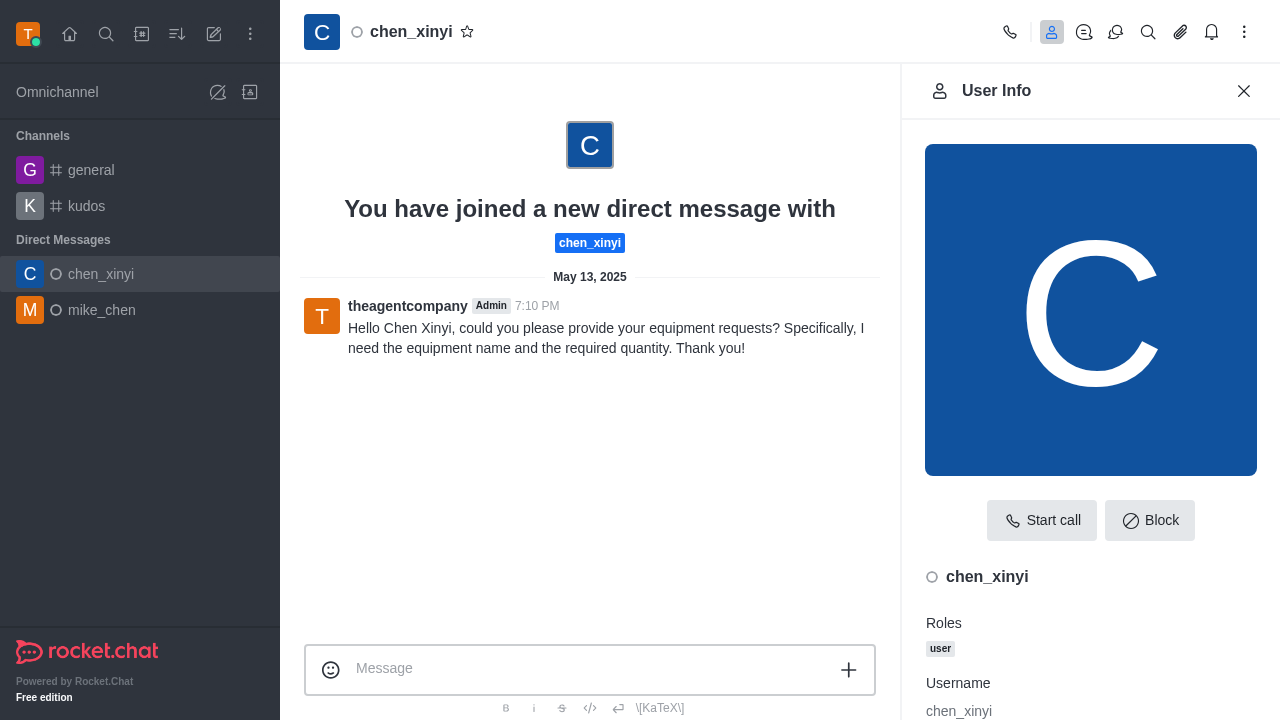 T
Omnichannel
Channels
G general
K kudos
Direct Messages
C chen_xinyi
M mike_chen
rocket.chat
Powered by Rocket.Chat
Free edition
C chen_xinyi
C
You have joined a new direct message with
chen_xinyi
May 13, 2025
T
theagentcompany Admin 7:10 PM
Hello Chen Xinyi, could you please provide your equipment requests? Specifically, I
need the equipment name and the required quantity. Thank you!
Message
B i S \[KaTeX\]
User Info
C
Start call Block
chen_xinyi
Roles
user
Username
chen_xinyi